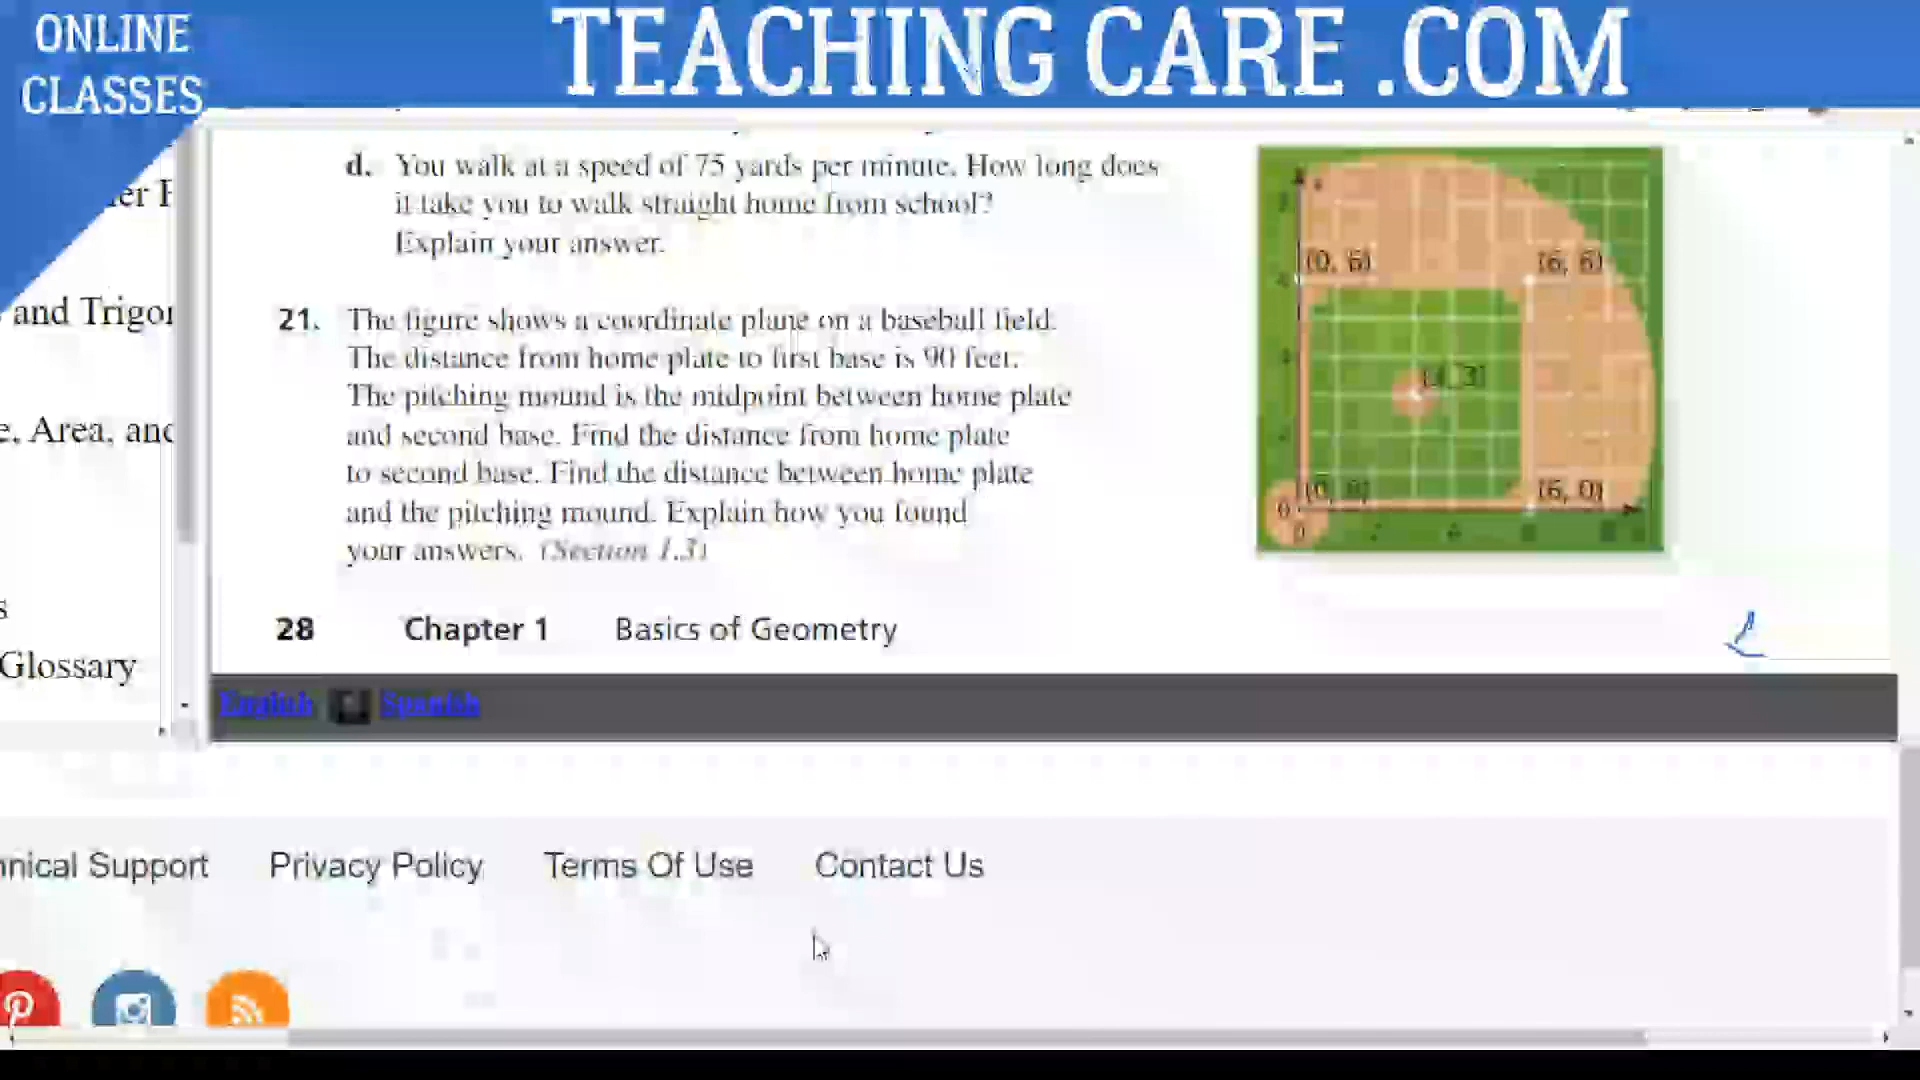 ONLINE
CLASSES
TEACHING CARE .COM
er F
and Trigor
e, Area, and
s
Glossary
d. You walk at a speed of 75 yards per minute. How long does
it take you to walk straight home from school?
Explain your answer.
21. The figure shows a coordinate plane on a baseball field.
The distance from home plate to first base is 90 feet.
The pitching mound is the midpoint between home plate
and second base. Find the distance from home plate
to second base. Find the distance between home plate
and the pitching mound. Explain how you found
your answers. (Section 1.3)
(0, 6) (6, 6)
(0, 0) (6, 0)
28 Chapter 1 Basics of Geometry
English Spanish
hnical Support Privacy Policy Terms Of Use Contact Us